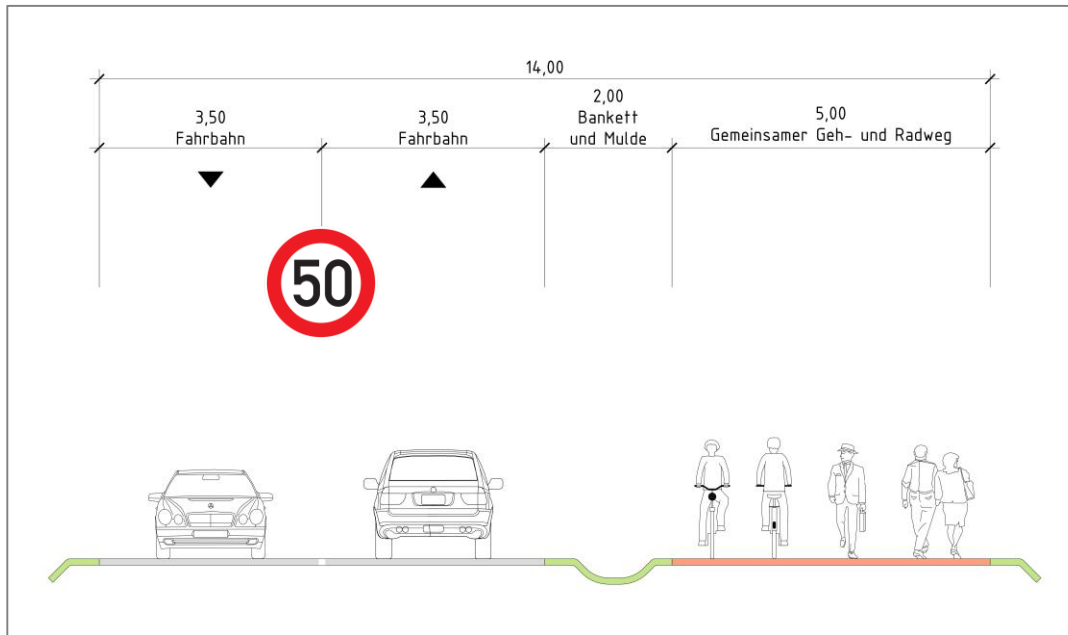 14,00
3,50
Fahrbahn
3,50
Fahrbahn
2,00
Bankett
und Mulde
5,00
Gemeinsamer Geh- und Radweg
50